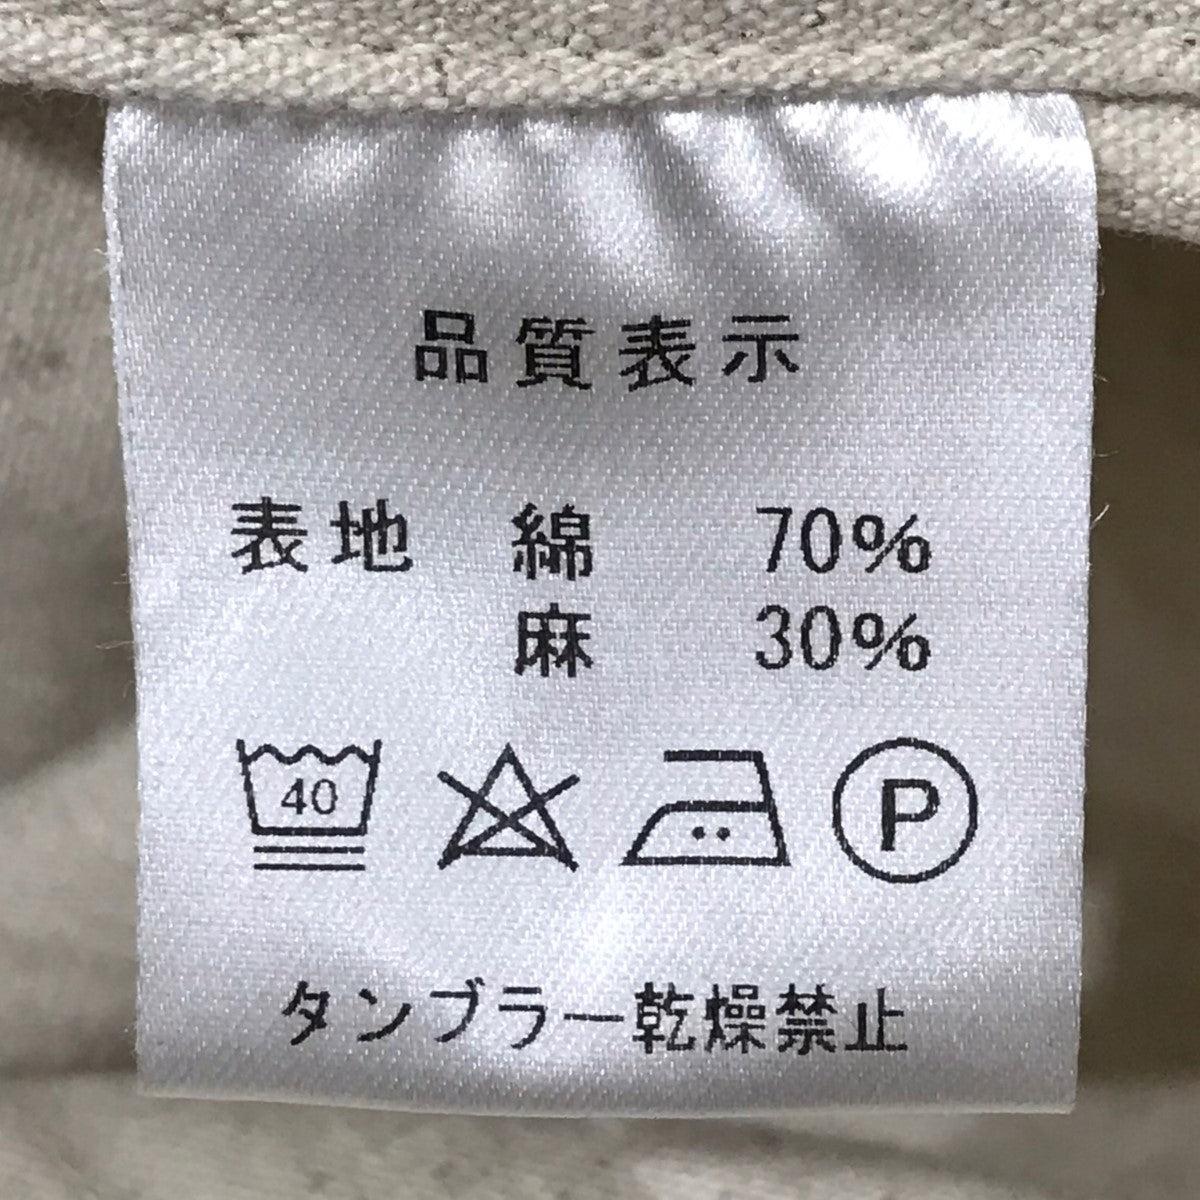 品質表示
表地 綿 70%
麻 30%
40 P
タンブラー乾燥禁止